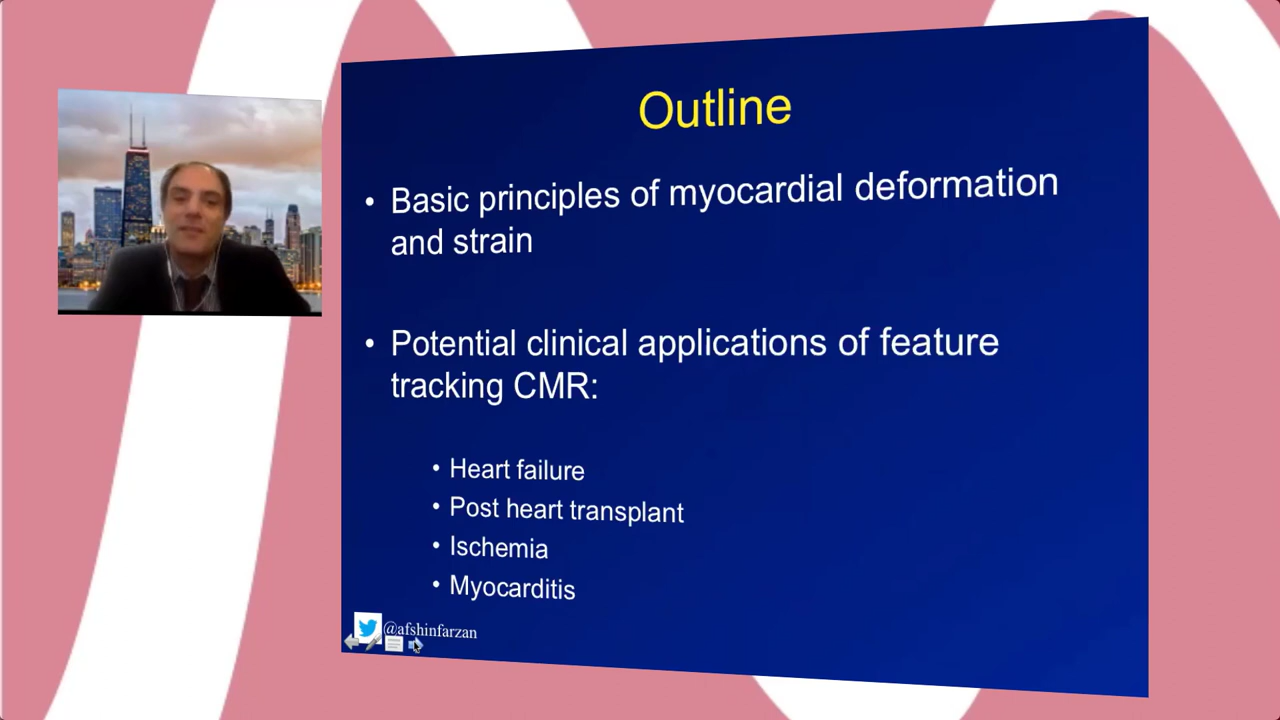 Outline
• Basic principles of myocardial deformation
and strain
• Potential clinical applications of feature
tracking CMR:
• Heart failure
• Post heart transplant
• Ischemia
• Myocarditis
@afshinfarzan